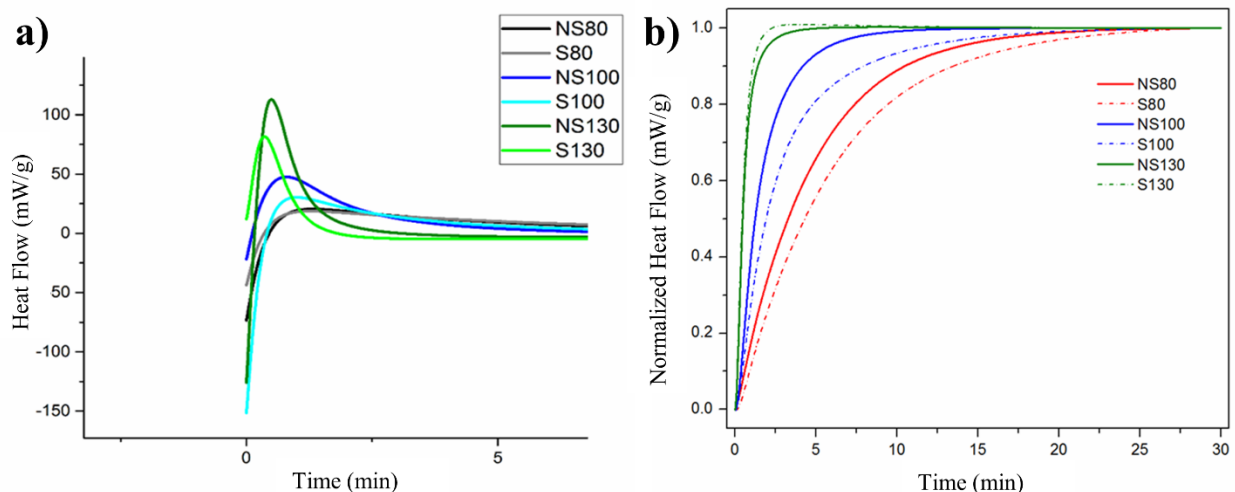 a)
NS80
S80
NS100
S100
NS130
S130
Heat Flow (mW/g)
100
50
0
50
-100
-150
0
5
Time (min)
b)
NS80
S80
NS100
S100
NS130
S130
Normalized Heat Flow (mW/g)
1.0
0.8
0.6
0.4
0.2
0.0
0
5
10
15
20
25
30
Time (min)